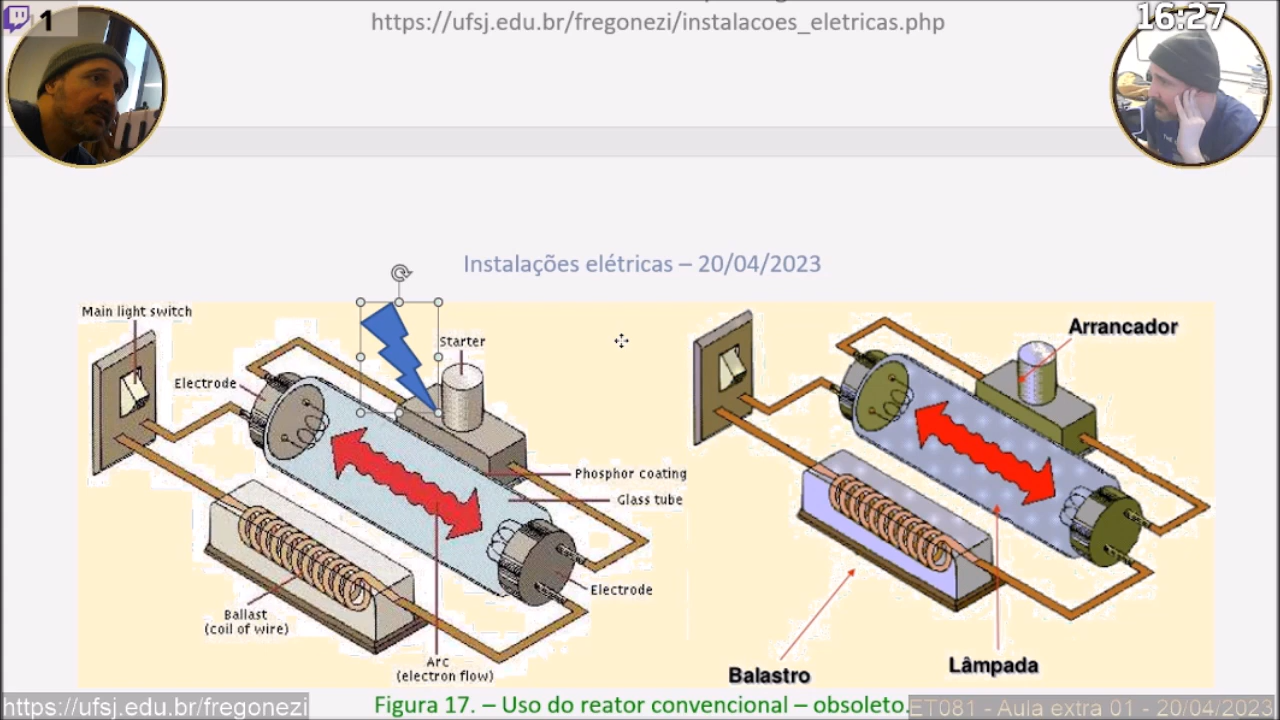 1
https://ufsj.edu.br/fregonezi/instalacoes_eletricas.php
16:27
Instalações elétricas – 20/04/2023
Main light switch
Starter
Electrode
Phosphor coating
Glass tube
Electrode
Ballast
(coil of wire)
Arc
(electron flow)
Arrancador
Balastro
Lâmpada
Figura 17. – Uso do reator convencional – obsoleto.
https://ufsj.edu.br/fregonezi
ET081 - Aula extra 01 - 20/04/2023